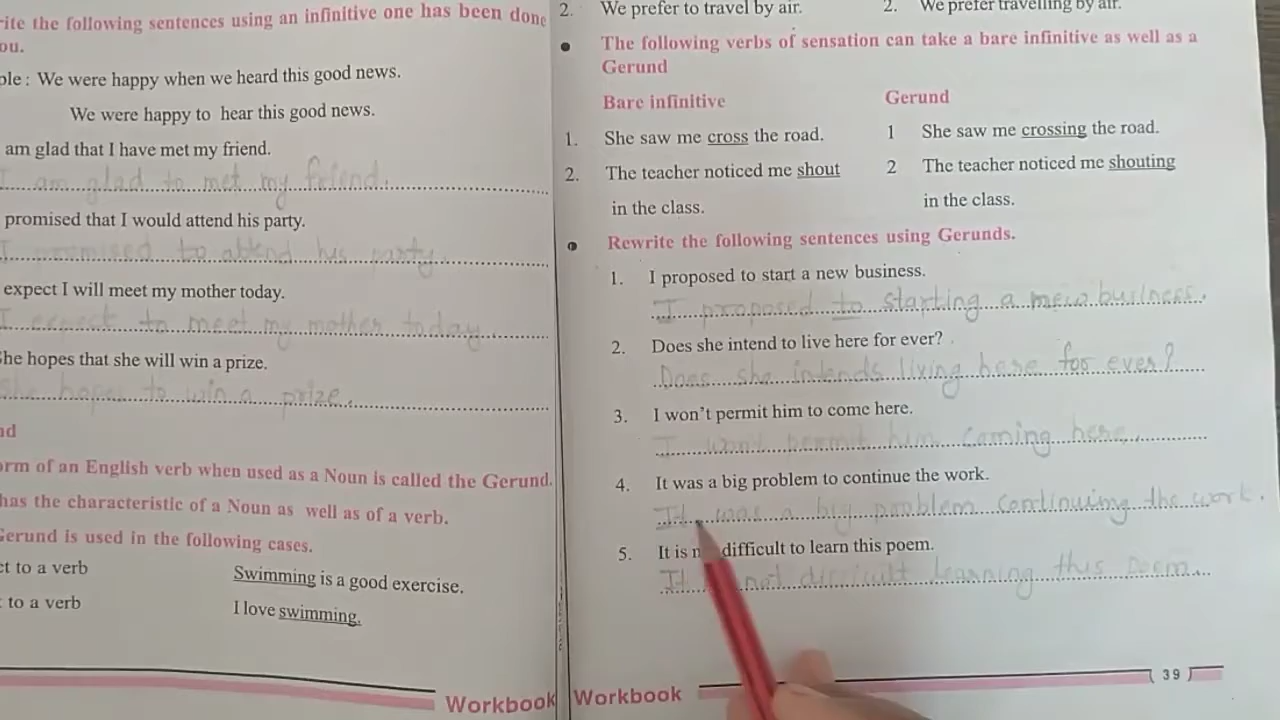 rite the following sentences using an infinitive one has been done
ou.
ple : We were happy when we heard this good news.
We were happy to hear this good news.
am glad that I have met my friend.
I am glad to met my friend.
promised that I would attend his party.
I promised to attend his party.
expect I will meet my mother today.
I expect to meet my mother today.
She hopes that she will win a prize.
she hopes to win a prize.
nd
orm of an English verb when used as a Noun is called the Gerund.
has the characteristic of a Noun as well as of a verb.
Gerund is used in the following cases.
ct to a verb Swimming is a good exercise.
t to a verb I love swimming.
Workbook
2. We prefer to travel by air. 2. We prefer travelling by air.
• The following verbs of sensation can take a bare infinitive as well as a
Gerund
Bare infinitive Gerund
1. She saw me cross the road. 1 She saw me crossing the road.
2. The teacher noticed me shout 2 The teacher noticed me shouting
in the class. in the class.
• Rewrite the following sentences using Gerunds.
1. I proposed to start a new business.
I proposed to starting a new business.
2. Does she intend to live here for ever?
Does she intends living here for ever?
3. I won't permit him to come here.
I wont permit him coming here.
4. It was a big problem to continue the work.
It was a big problem continuing the work.
5. It is difficult to learn this poem.
It not difficult learning this poem.
Workbook
39